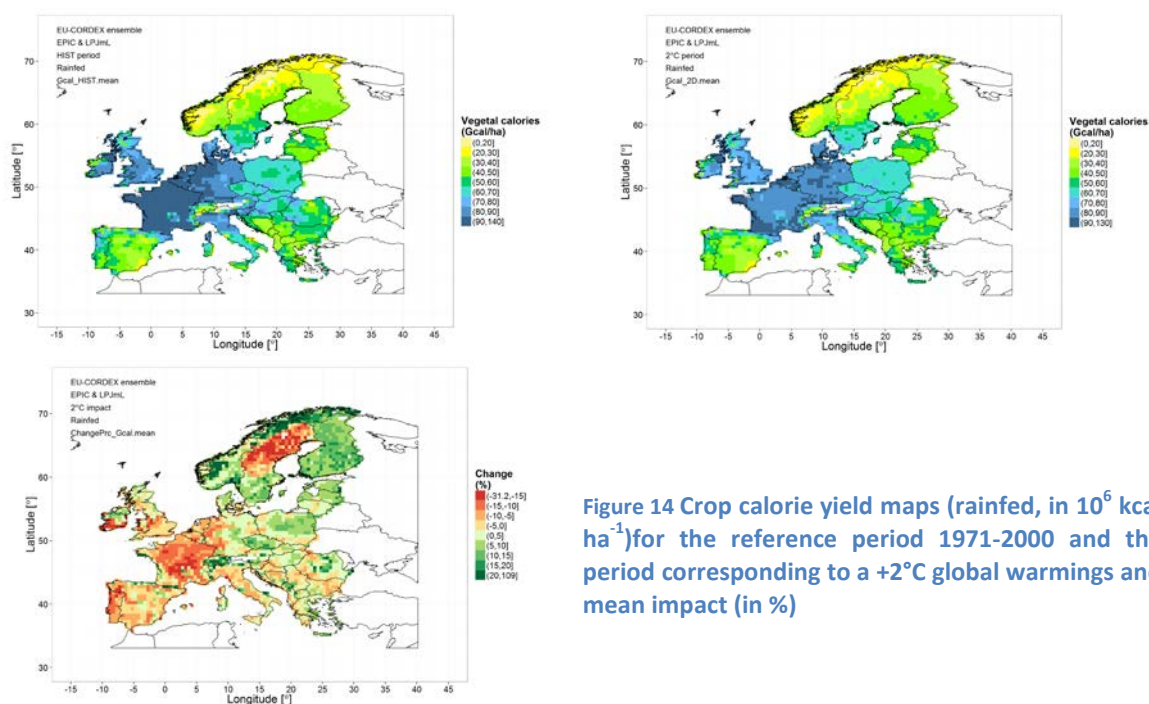 EU-CORDEX ensemble
EPIC & LPJmL
HIST period
Rainfed
Gcal_HIST.mean
Vegetal calories
(Gcal/ha)
(0,20]
(20,30]
(30,40]
(40,50]
(50,60]
(60,70]
(70,80]
(80,90]
(90,140]
Latitude [°]
70
60
50
40
30
-15 -10 -5 0 5 10 15 20 25 30 35 40 45
Longitude [°]
EU-CORDEX ensemble
EPIC & LPJmL
2°C period
Rainfed
Gcal_2D.mean
Vegetal calories
(Gcal/ha)
(0,20]
(20,30]
(30,40]
(40,50]
(50,60]
(60,70]
(70,80]
(80,90]
(90,130]
Latitude [°]
70
60
50
40
30
-15 -10 -5 0 5 10 15 20 25 30 35 40 45
Longitude [°]
EU-CORDEX ensemble
EPIC & LPJmL
2°C impact
Rainfed
ChangePrc_Gcal.mean
Change
(%)
(-31.2,-15]
(-15,-10]
(-10,-5]
(-5,0]
(0,5]
(5,10]
(10,15]
(15,20]
(20,109]
Latitude [°]
70
60
50
40
30
-15 -10 -5 0 5 10 15 20 25 30 35 40 45
Longitude [°]
Figure 14 Crop calorie yield maps (rainfed, in 10⁶ kca
ha⁻¹)for the reference period 1971-2000 and th
period corresponding to a +2°C global warmings and
mean impact (in %)